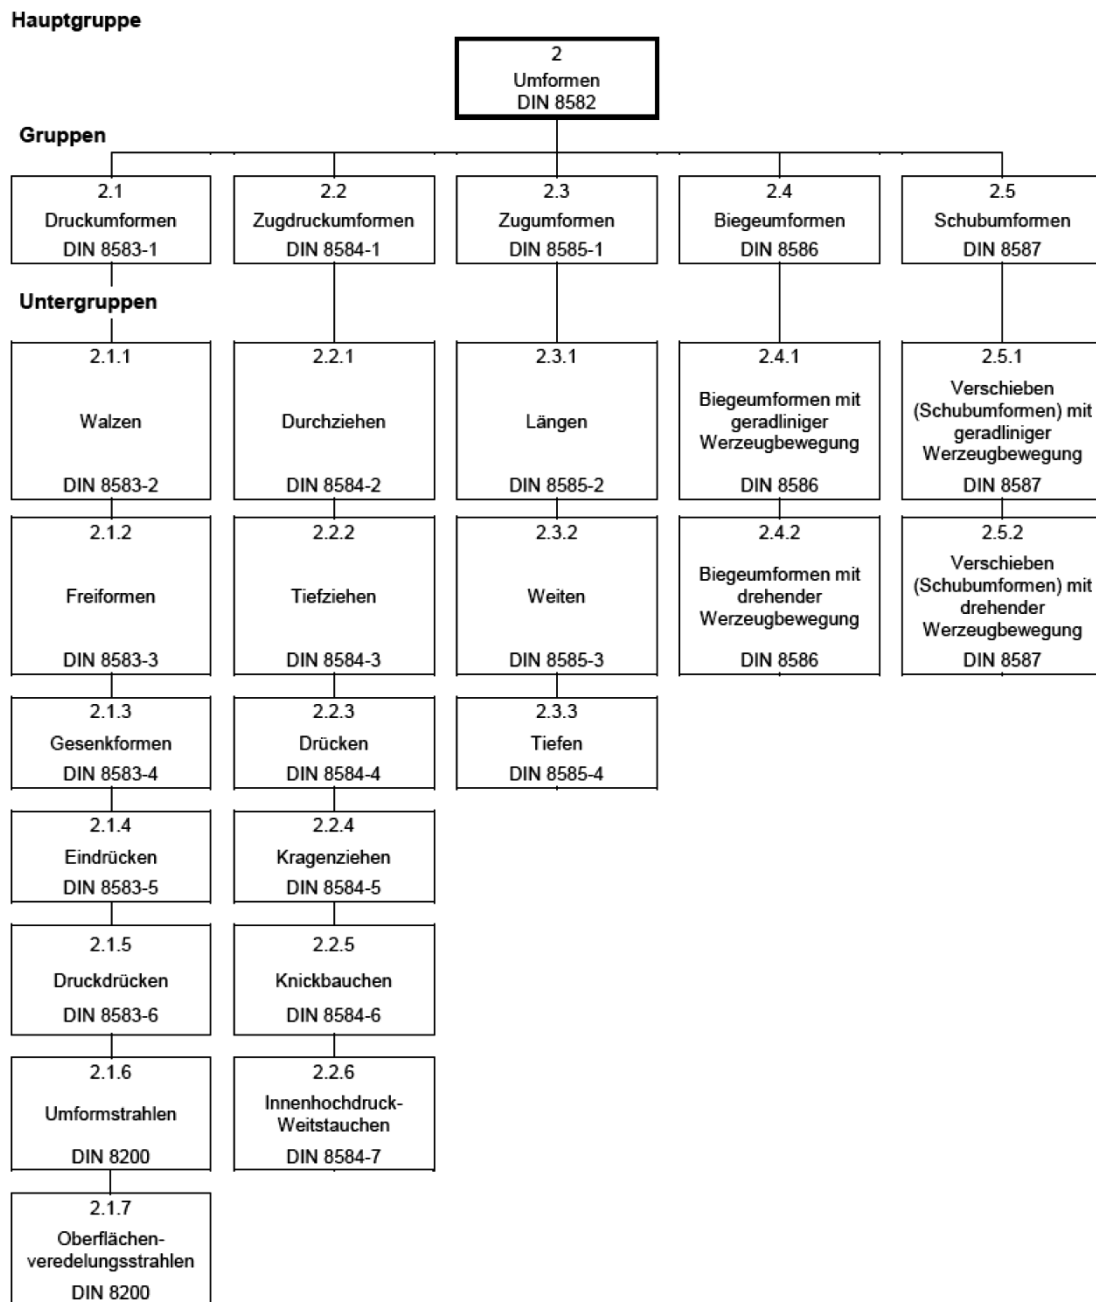 Hauptgruppe
2
Umformen
DIN 8582
Gruppen
2.1
Druckumformen
DIN 8583-1
2.2
Zugdruckumformen
DIN 8584-1
2.3
Zugumformen
DIN 8585-1
2.4
Biegeumformen
DIN 8586
2.5
Schubumformen
DIN 8587
Untergruppen
2.1.1
Walzen
DIN 8583-2
2.2.1
Durchziehen
DIN 8584-2
2.3.1
Längen
DIN 8585-2
2.4.1
Biegeumformen mit
geradliniger
Werzeugbewegung
DIN 8586
2.5.1
Verschieben
(Schubumformen) mit
geradliniger
Werzeugbewegung
DIN 8587
2.1.2
Freiformen
DIN 8583-3
2.2.2
Tiefziehen
DIN 8584-3
2.3.2
Weiten
DIN 8585-3
2.4.2
Biegeumformen mit
drehender
Werzeugbewegung
DIN 8586
2.5.2
Verschieben
(Schubumformen) mit
drehender
Werzeugbewegung
DIN 8587
2.1.3
Gesenkformen
DIN 8583-4
2.2.3
Drücken
DIN 8584-4
2.3.3
Tiefen
DIN 8585-4
2.1.4
Eindrücken
DIN 8583-5
2.2.4
Kragenziehen
DIN 8584-5
2.1.5
Druckdrücken
DIN 8583-6
2.2.5
Knickbauchen
DIN 8584-6
2.1.6
Umformstrahlen
DIN 8200
2.2.6
Innenhochdruck-
Weitstauchen
DIN 8584-7
2.1.7
Oberflächen-
veredelungsstrahlen
DIN 8200